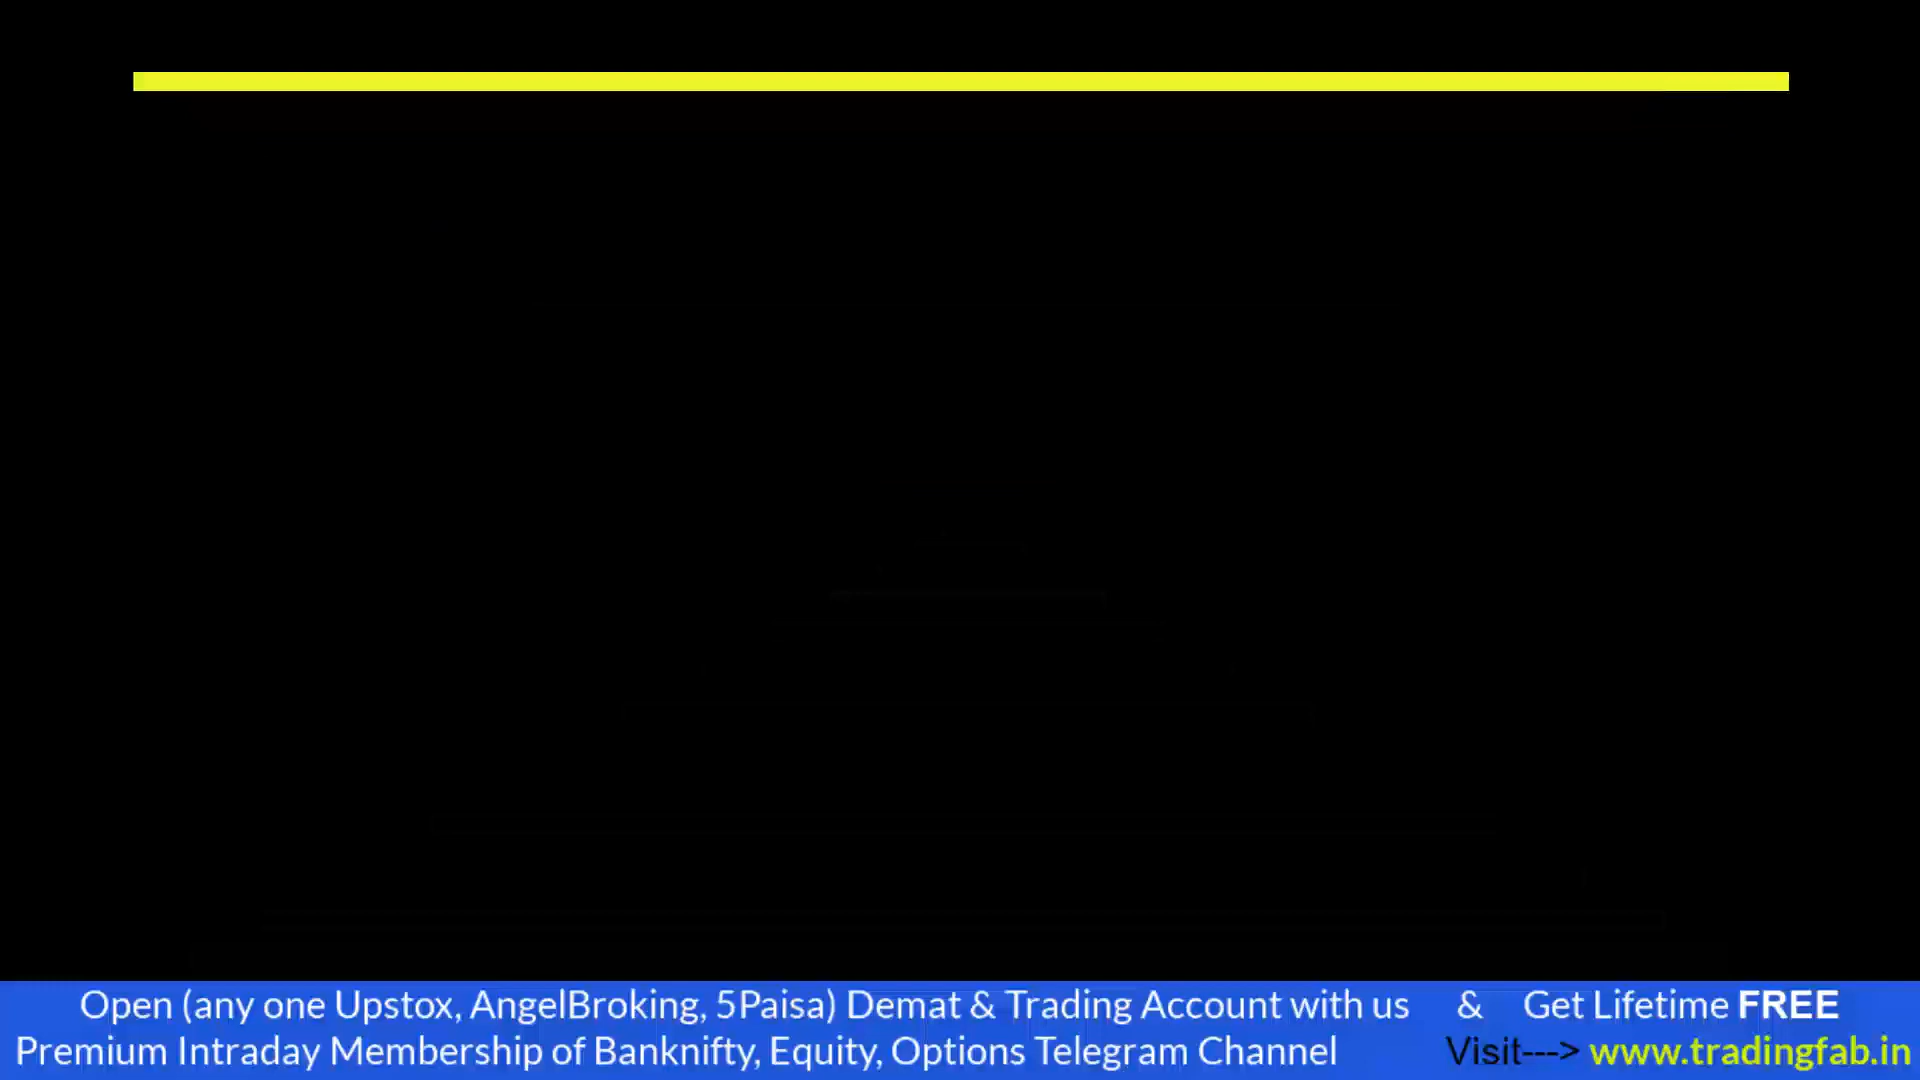 Open (any one Upstox, AngelBroking, 5Paisa) Demat & Trading Account with us & Get Lifetime FREE
Premium Intraday Membership of Banknifty, Equity, Options Telegram Channel Visit---> www.tradingfab.in